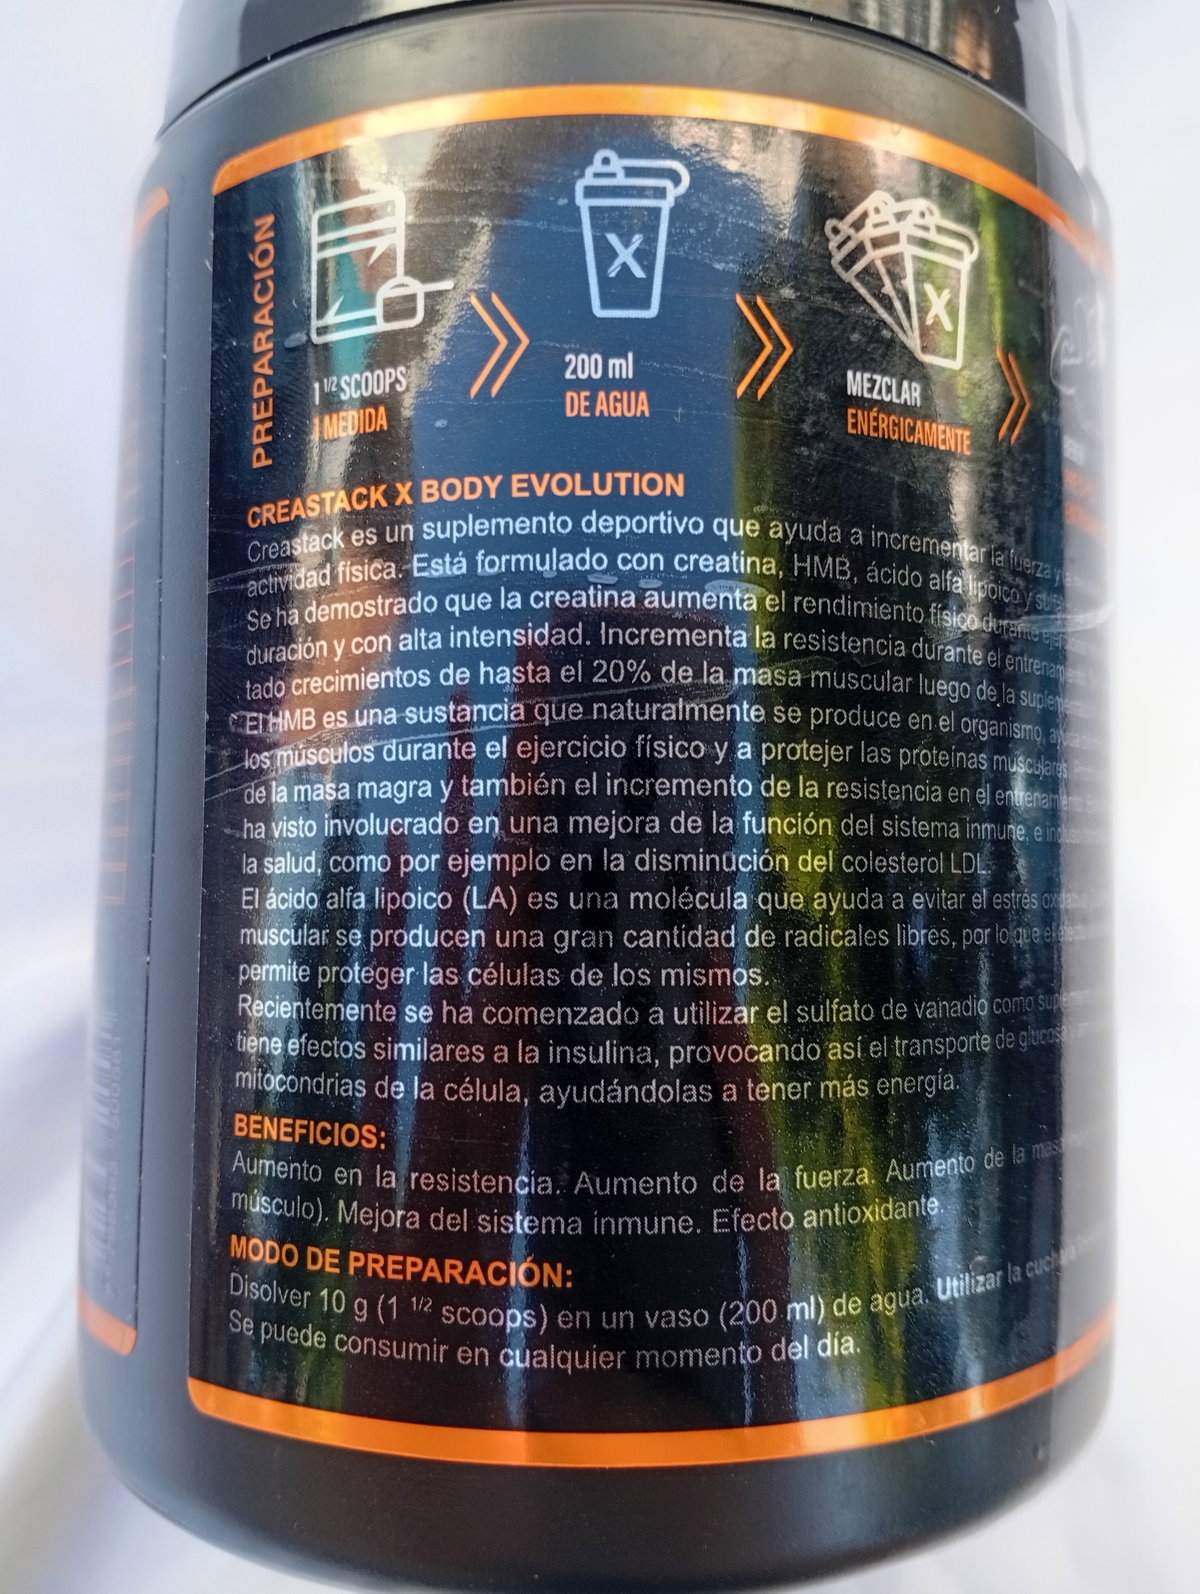 PREPARACIÓN
1 1/2 SCOOPS
1 MEDIDA
200 ml
DE AGUA
MEZCLAR
ENÉRGICAMENTE
CREASTACK X BODY EVOLUTION
Creastack es un suplemento deportivo que ayuda a incrementar la fuerza y
actividad física. Está formulado con creatina, HMB, ácido alfa lipoico y
Se ha demostrado que la creatina aumenta el rendimiento físico durante
duración y con alta intensidad. Incrementa la resistencia durante el
tado crecimientos de hasta el 20% de la masa muscular luego de la
El HMB es una sustancia que naturalmente se produce en el organismo,
los músculos durante el ejercicio físico y a protejer las proteínas musculares.
de la masa magra y también el incremento de la resistencia en el
ha visto involucrado en una mejora de la función del sistema inmune, e
la salud, como por ejemplo en la disminución del colesterol LDL.
El ácido alfa lipoico (LA) es una molécula que ayuda a evitar el estrés
muscular se producen una gran cantidad de radicales libres, por lo que el
permite proteger las células de los mismos.
Recientemente se ha comenzado a utilizar el sulfato de vanadio como
tiene efectos similares a la insulina, provocando así el transporte de glucosa
mitocondrias de la célula, ayudándolas a tener más energía.
BENEFICIOS:
Aumento en la resistencia. Aumento de la fuerza. Aumento de la
músculo). Mejora del sistema inmune. Efecto antioxidante.
MODO DE PREPARACIÓN:
Disolver 10 g (1 1/2 scoops) en un vaso (200 ml) de agua. Utilizar la
Se puede consumir en cualquier momento del día.